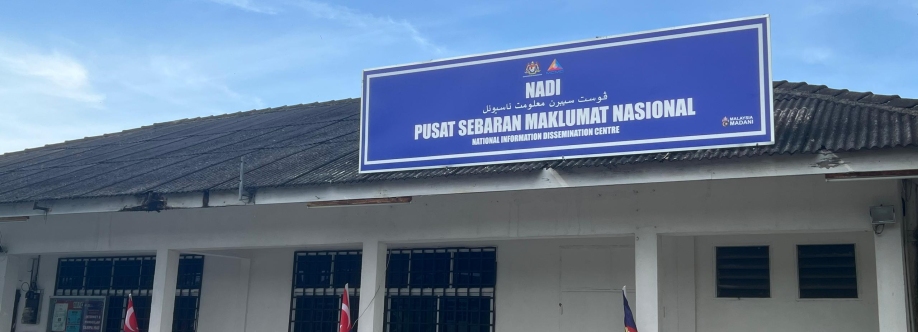 NADI
ڤوست سيبرن معلومت ناسيونل
PUSAT SEBARAN MAKLUMAT NASIONAL
NATIONAL INFORMATION DISSEMINATION CENTRE
MALAYSIA
MADANI